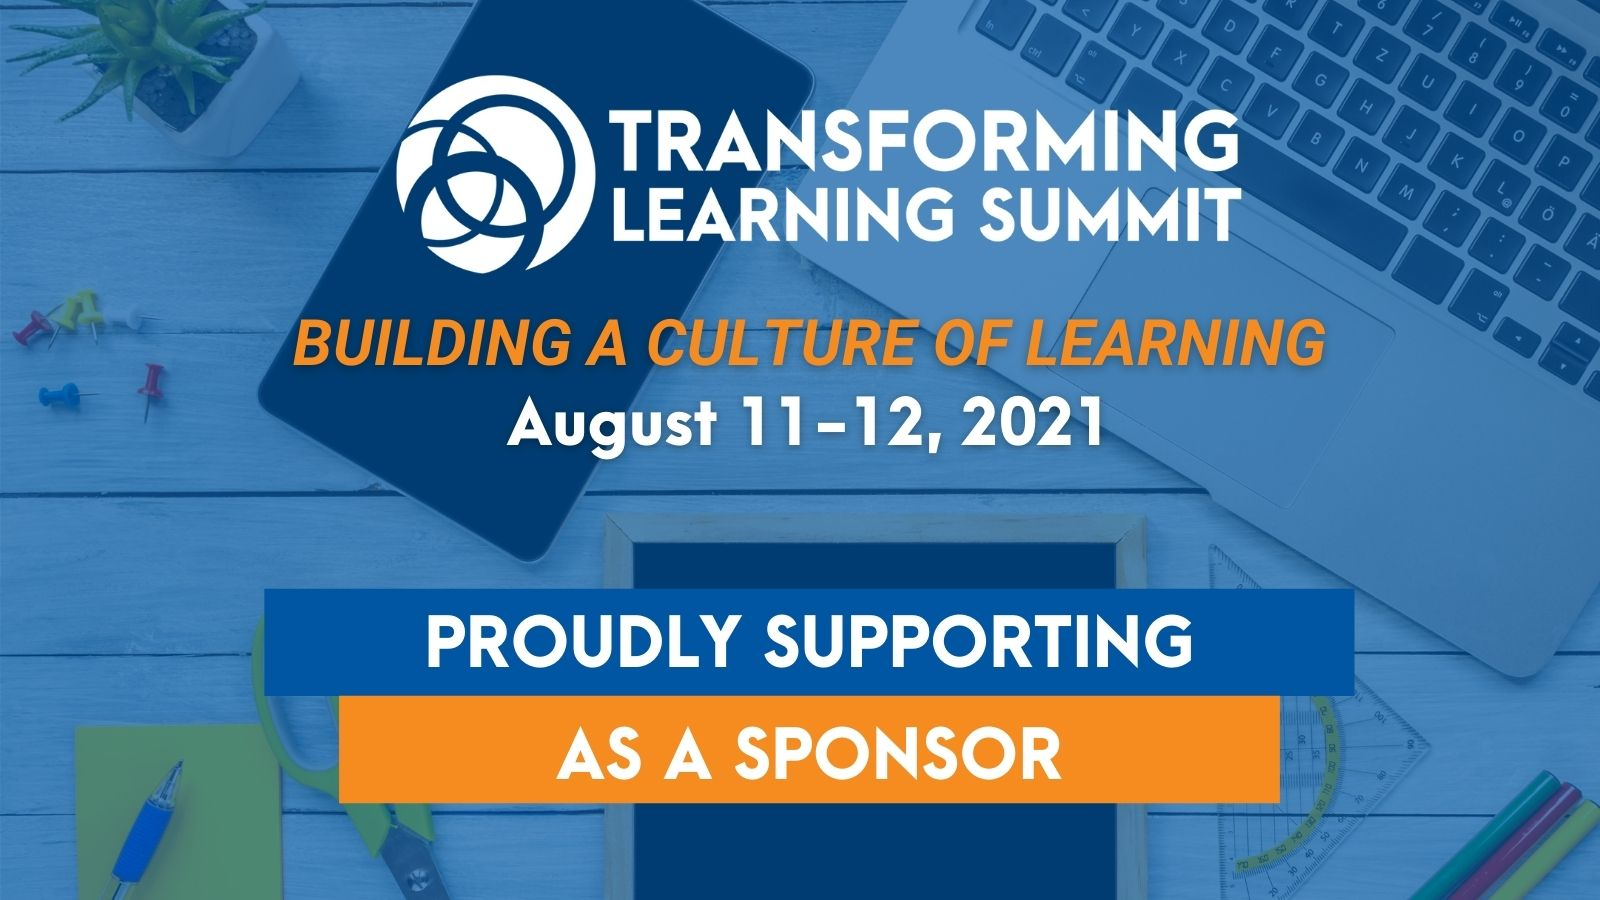 TRANSFORMING
LEARNING SUMMIT
BUILDING A CULTURE OF LEARNING
August 11-12, 2021
PROUDLY SUPPORTING
AS A SPONSOR